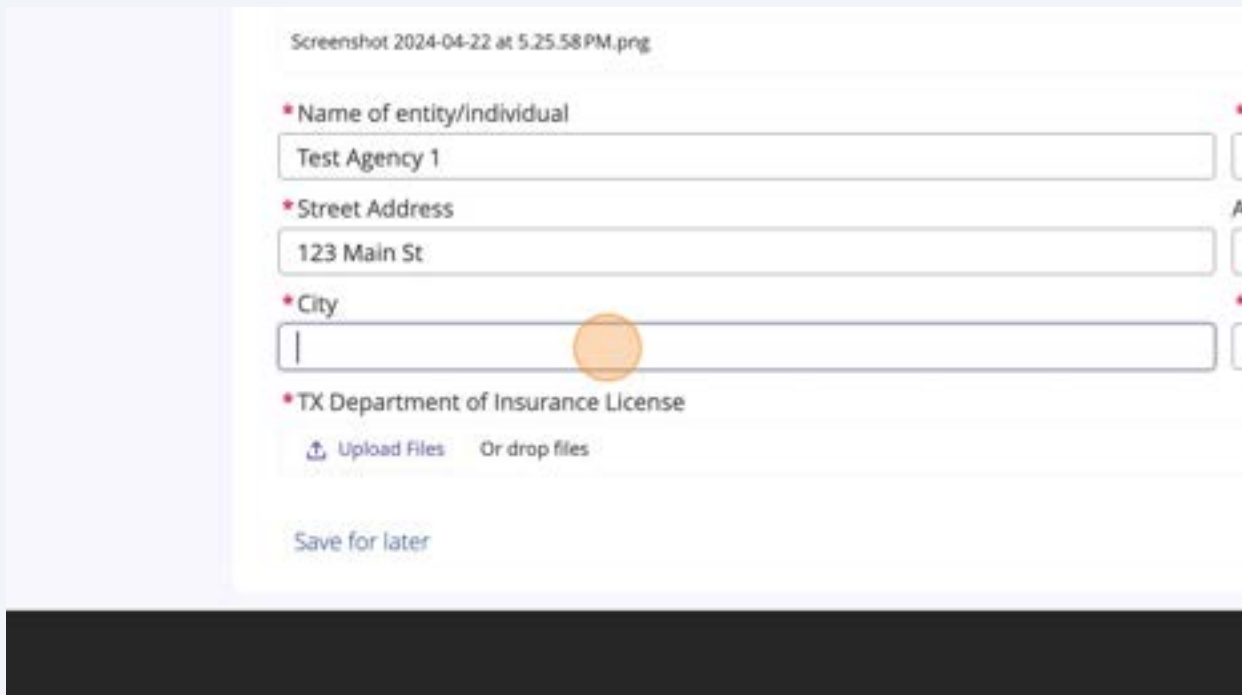 Screenshot 2024-04-22 at 5.25.58 PM.png
*Name of entity/individual
*
Test Agency 1
*Street Address
A
123 Main St
*City
*
*TX Department of Insurance License
Upload Files Or drop files
Save for later